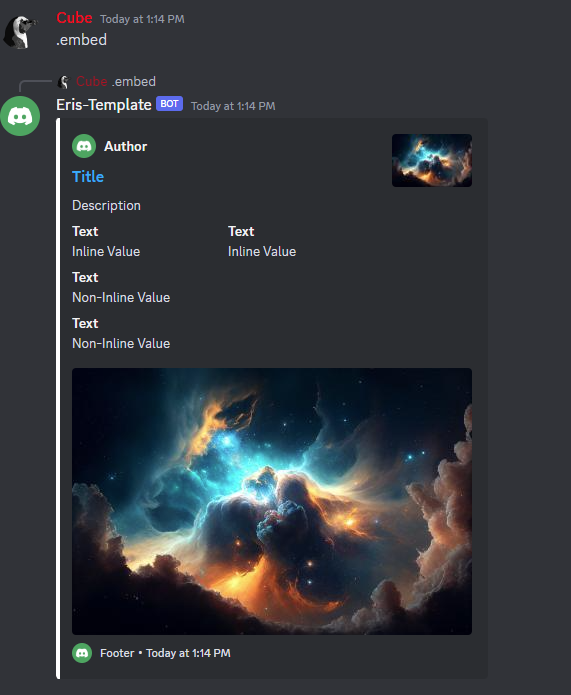 Cube Today at 1:14 PM
.embed
Cube .embed
Eris-Template BOT Today at 1:14 PM
Author
Title
Description
Text Text
Inline Value Inline Value
Text
Non-Inline Value
Text
Non-Inline Value
Footer • Today at 1:14 PM